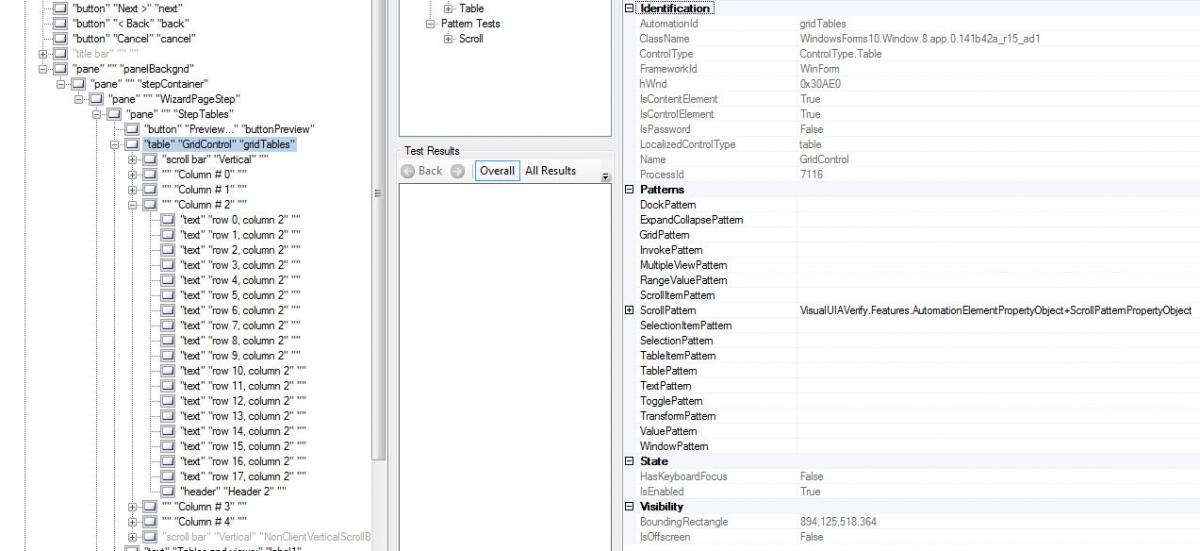 "button" "Next >" "next"
"button" "< Back" "back"
"button" "Cancel" "cancel"
"title bar" "" ""
"pane" "" "panelBackgnd"
"pane" "" "stepContainer"
"pane" "" "WizardPageStep"
"pane" "" "StepTables"
"button" "Preview..." "buttonPreview"
"table" "GridControl" "gridTables"
"scroll bar" "Vertical" ""
"" "Column # 0" ""
"" "Column # 1" ""
"" "Column # 2" ""
"text" "row 0, column 2" ""
"text" "row 1, column 2" ""
"text" "row 2, column 2" ""
"text" "row 3, column 2" ""
"text" "row 4, column 2" ""
"text" "row 5, column 2" ""
"text" "row 6, column 2" ""
"text" "row 7, column 2" ""
"text" "row 8, column 2" ""
"text" "row 9, column 2" ""
"text" "row 10, column 2" ""
"text" "row 11, column 2" ""
"text" "row 12, column 2" ""
"text" "row 13, column 2" ""
"text" "row 14, column 2" ""
"text" "row 15, column 2" ""
"text" "row 16, column 2" ""
"text" "row 17, column 2" ""
"header" "Header 2" ""
"" "Column # 3" ""
"" "Column # 4" ""
"scroll bar" "Vertical" "NonClientVerticalScrollB
"text" "Tables and views:" "label1"
Table
Pattern Tests
Scroll
Test Results
Back Overall All Results
Identification
AutomationId gridTables
ClassName WindowsForms10.Window.8.app.0.141b42a_r15_ad1
ControlType ControlType.Table
FrameworkId WinForm
hWnd 0x30AE0
IsContentElement True
IsControlElement True
IsPassword False
LocalizedControlType table
Name GridControl
ProcessId 7116
Patterns
DockPattern
ExpandCollapsePattern
GridPattern
InvokePattern
MultipleViewPattern
RangeValuePattern
ScrollItemPattern
ScrollPattern VisualUIAVerify.Features.AutomationElementPropertyObject+ScrollPatternPropertyObject
SelectionItemPattern
SelectionPattern
TableItemPattern
TablePattern
TextPattern
TogglePattern
TransformPattern
ValuePattern
WindowPattern
State
HasKeyboardFocus False
IsEnabled True
Visibility
BoundingRectangle 894,125,518,364
IsOffscreen False